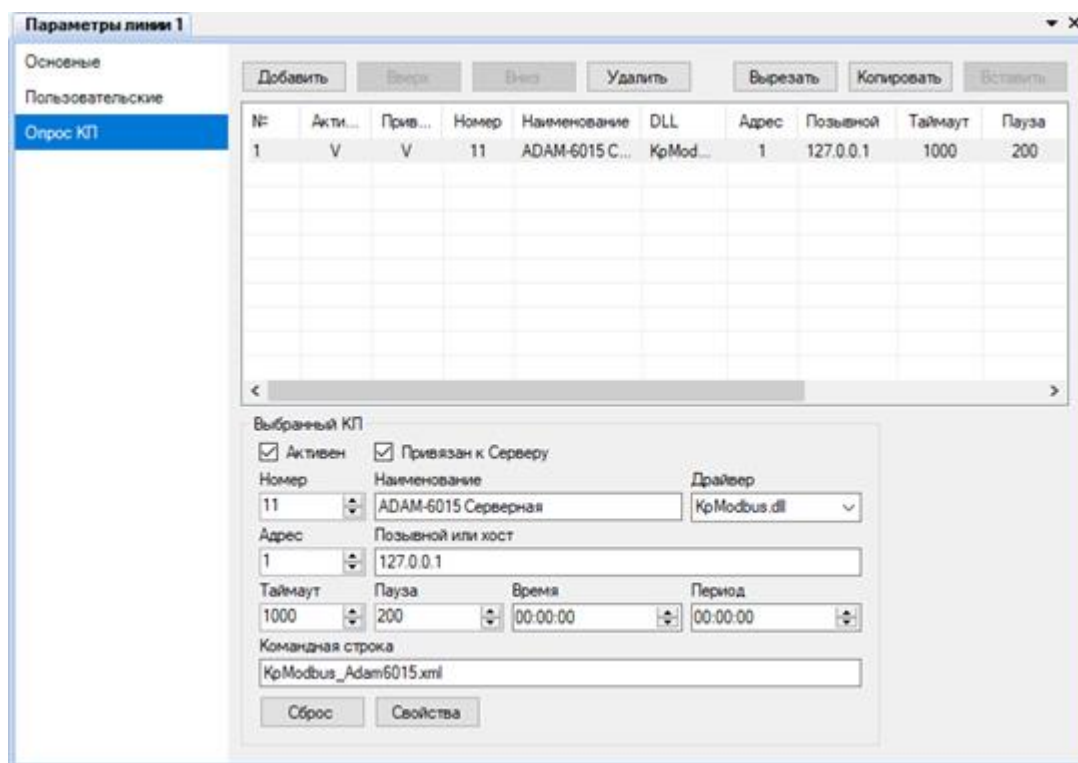 Параметры линии 1
Основные
Пользовательские
Опрос КП
Добавить Вверх Вниз Удалить Вырезать Копировать Вставить
№ Акти... Прив... Номер Наименование DLL Адрес Позывной Таймаут Пауза
1 V V 11 ADAM-6015 С... KpMod... 1 127.0.0.1 1000 200
Выбранный КП
Активен Привязан к Серверу
Номер Наименование Драйвер
11 ADAM-6015 Серверная KpModbus.dll
Адрес Позывной или хост
1 127.0.0.1
Таймаут Пауза Время Период
1000 200 00:00:00 00:00:00
Командная строка
KpModbus_Adam6015.xml
Сброс Свойства